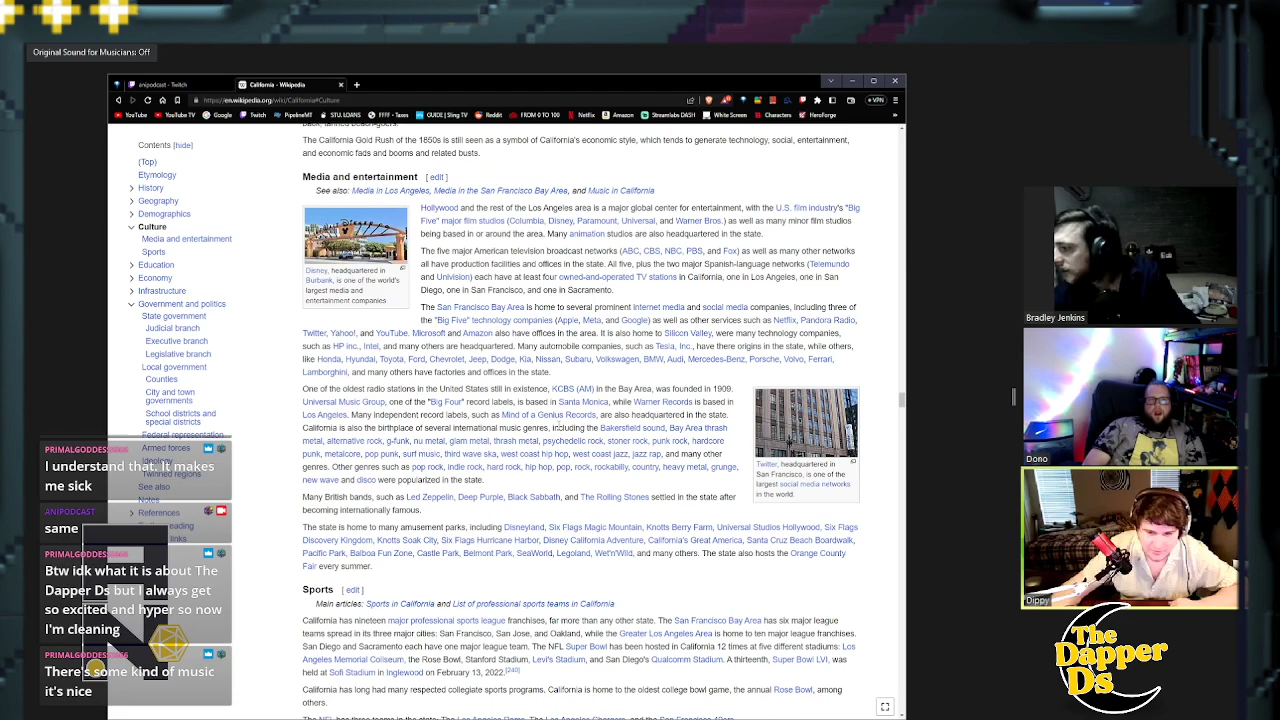 Original Sound for Musicians: Off
anipodcast - Twitch
California - Wikipedia
https://en.wikipedia.org/wiki/California#Culture
VPN
YouTube
YouTube TV
Google
Twitch
PipelineMT
STU. LOANS
FFFF - Taxes
GUIDE | Sling TV
Reddit
FROM 0 TO 100
Netflix
Amazon
Streamlabs DASH
White Screen
Characters
HeroForge
Contents [hide]
(Top)
Etymology
History
Geography
Demographics
Culture
Media and entertainment
Sports
Education
Economy
Infrastructure
Government and politics
State government
Judicial branch
Executive branch
Legislative branch
Local government
Counties
City and town
governments
School districts and
special districts
Federal representation
Armed forces
Ideology
Twinned regions
See also
Notes
References
reading
links
The California Gold Rush of the 1850s is still seen as a symbol of California's economic style, which tends to generate technology, social, entertainment,
and economic fads and booms and related busts.
Media and entertainment [ edit ]
See also: Media in Los Angeles, Media in the San Francisco Bay Area, and Music in California
Disney, headquartered in
Burbank, is one of the world's
largest media and
entertainment companies.
Hollywood and the rest of the Los Angeles area is a major global center for entertainment, with the U.S. film industry's "Big
Five" major film studios (Columbia, Disney, Paramount, Universal, and Warner Bros.) as well as many minor film studios
being based in or around the area. Many animation studios are also headquartered in the state.
The five major American television broadcast networks (ABC, CBS, NBC, PBS, and Fox) as well as many other networks
all have production facilities and offices in the state. All five, plus the two major Spanish-language networks (Telemundo
and Univision) each have at least four owned-and-operated TV stations in California, one in Los Angeles, one in San
Diego, one in San Francisco, and one in Sacramento.
The San Francisco Bay Area is home to several prominent internet media and social media companies, including three of
the "Big Five" technology companies (Apple, Meta, and Google) as well as other services such as Netflix, Pandora Radio,
Twitter, Yahoo!, and YouTube. Microsoft and Amazon also have offices in the area. It is also home to Silicon Valley, were many technology companies,
such as HP inc., Intel, and many others are headquartered. Many automobile companies, such as Tesla, Inc., have there origins in the state, while others,
like Honda, Hyundai, Toyota, Ford, Chevrolet, Jeep, Dodge, Kia, Nissan, Subaru, Volkswagen, BMW, Audi, Mercedes-Benz, Porsche, Volvo, Ferrari,
Lamborghini, and many others have factories and offices in the state.
One of the oldest radio stations in the United States still in existence, KCBS (AM) in the Bay Area, was founded in 1909.
Universal Music Group, one of the "Big Four" record labels, is based in Santa Monica, while Warner Records is based in
Los Angeles. Many independent record labels, such as Mind of a Genius Records, are also headquartered in the state.
California is also the birthplace of several international music genres, including the Bakersfield sound, Bay Area thrash
metal, alternative rock, g-funk, nu metal, glam metal, thrash metal, psychedelic rock, stoner rock, punk rock, hardcore
punk, metalcore, pop punk, surf music, third wave ska, west coast hip hop, west coast jazz, jazz rap, and many other
genres. Other genres such as pop rock, indie rock, hard rock, hip hop, pop, rock, rockabilly, country, heavy metal, grunge,
new wave and disco were popularized in the state.
Twitter, headquartered in
San Francisco, is one of the
largest social media networks
in the world.
Many British bands, such as Led Zeppelin, Deep Purple, Black Sabbath, and The Rolling Stones settled in the state after
becoming internationally famous.
The state is home to many amusement parks, including Disneyland, Six Flags Magic Mountain, Knotts Berry Farm, Universal Studios Hollywood, Six Flags
Discovery Kingdom, Knotts Soak City, Six Flags Hurricane Harbor, Disney California Adventure, California's Great America, Santa Cruz Beach Boardwalk,
Pacific Park, Balboa Fun Zone, Castle Park, Belmont Park, SeaWorld, Legoland, Wet'n'Wild, and many others. The state also hosts the Orange County
Fair every summer.
Sports [ edit ]
Main articles: Sports in California and List of professional sports teams in California
California has nineteen major professional sports league franchises, far more than any other state. The San Francisco Bay Area has six major league
teams spread in its three major cities: San Francisco, San Jose, and Oakland, while the Greater Los Angeles Area is home to ten major league franchises.
San Diego and Sacramento each have one major league team. The NFL Super Bowl has been hosted in California 12 times at five different stadiums: Los
Angeles Memorial Coliseum, the Rose Bowl, Stanford Stadium, Levi's Stadium, and San Diego's Qualcomm Stadium. A thirteenth, Super Bowl LVI, was
held at Sofi Stadium in Inglewood on February 13, 2022.[240]
California has long had many respected collegiate sports programs. California is home to the oldest college bowl game, the annual Rose Bowl, among
others.
The NFL has three teams in the state: The Los Angeles Rams, The Los Angeles Chargers, and the San Francisco 49ers.
I understand that. It makes
me sick
ANIPODCAST
same
Btw idk what it is about The
Dapper Ds but I always get
so excited and hyper so now
I'm cleaning
There's some kind of music
it's nice
Bradley Jenkins
Dono
Dippy
The
Dapper
Ds